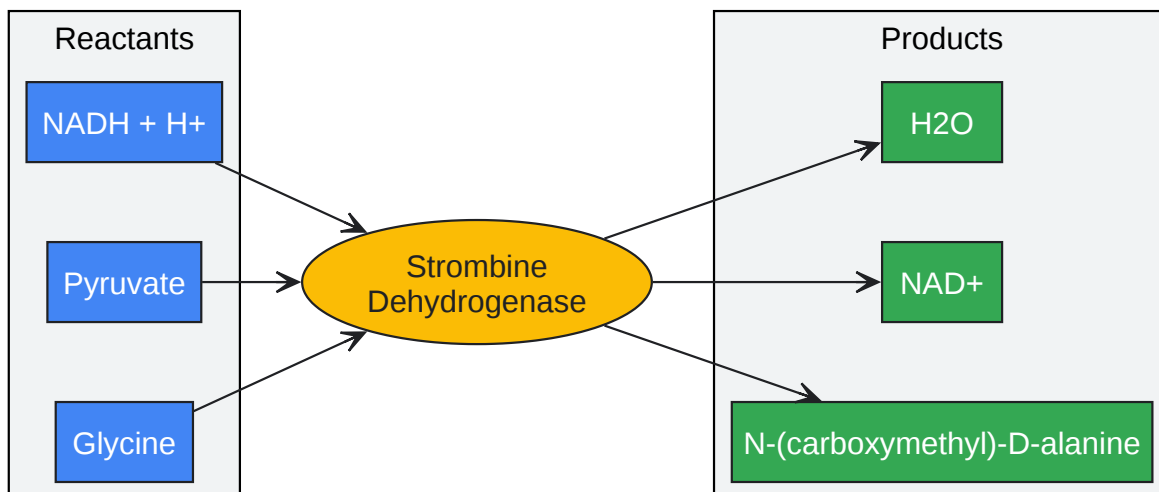 Reactants
NADH + H+
Pyruvate
Glycine
Strombine
Dehydrogenase
Products
H2O
NAD+
N-(carboxymethyl)-D-alanine